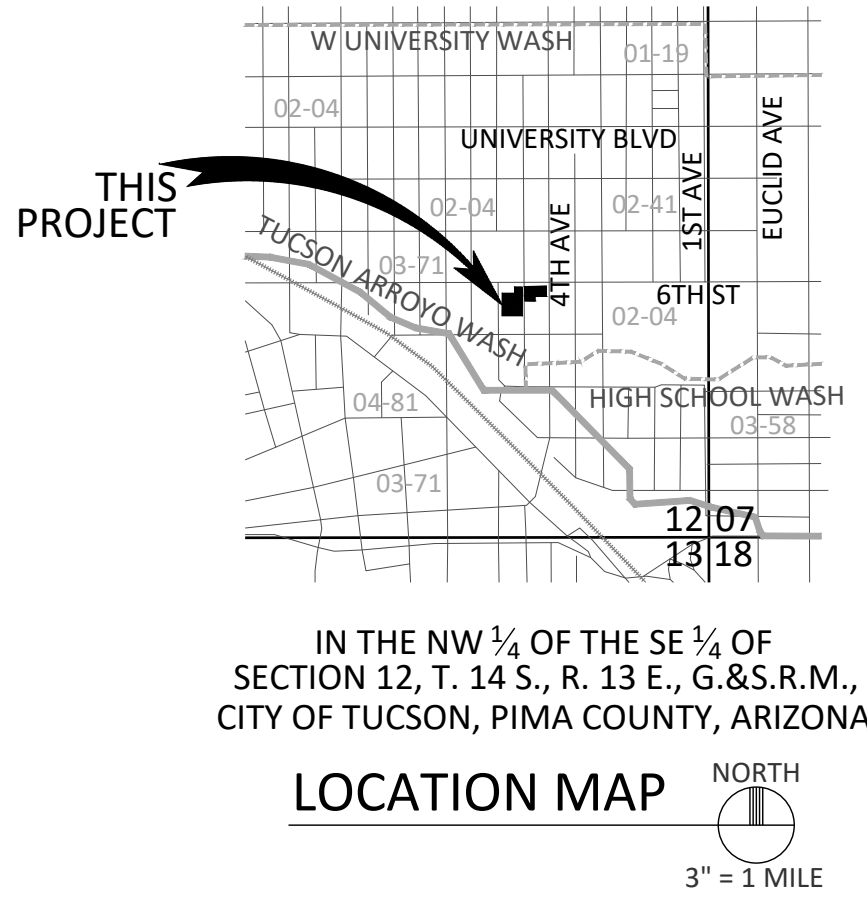 W UNIVERSITY WASH
01-19
02-04
UNIVERSITY BLVD
1ST AVE
EUCLID AVE
THIS
PROJECT
02-04
02-41
4TH AVE
TUCSON ARROYO WASH
03-71
6TH ST
02-04
04-81
HIGH SCHOOL WASH
03-58
03-71
12 07
13 18
IN THE NW ¼ OF THE SE ¼ OF
SECTION 12, T. 14 S., R. 13 E., G.&S.R.M.,
CITY OF TUCSON, PIMA COUNTY, ARIZONA
LOCATION MAP
NORTH
3" = 1 MILE